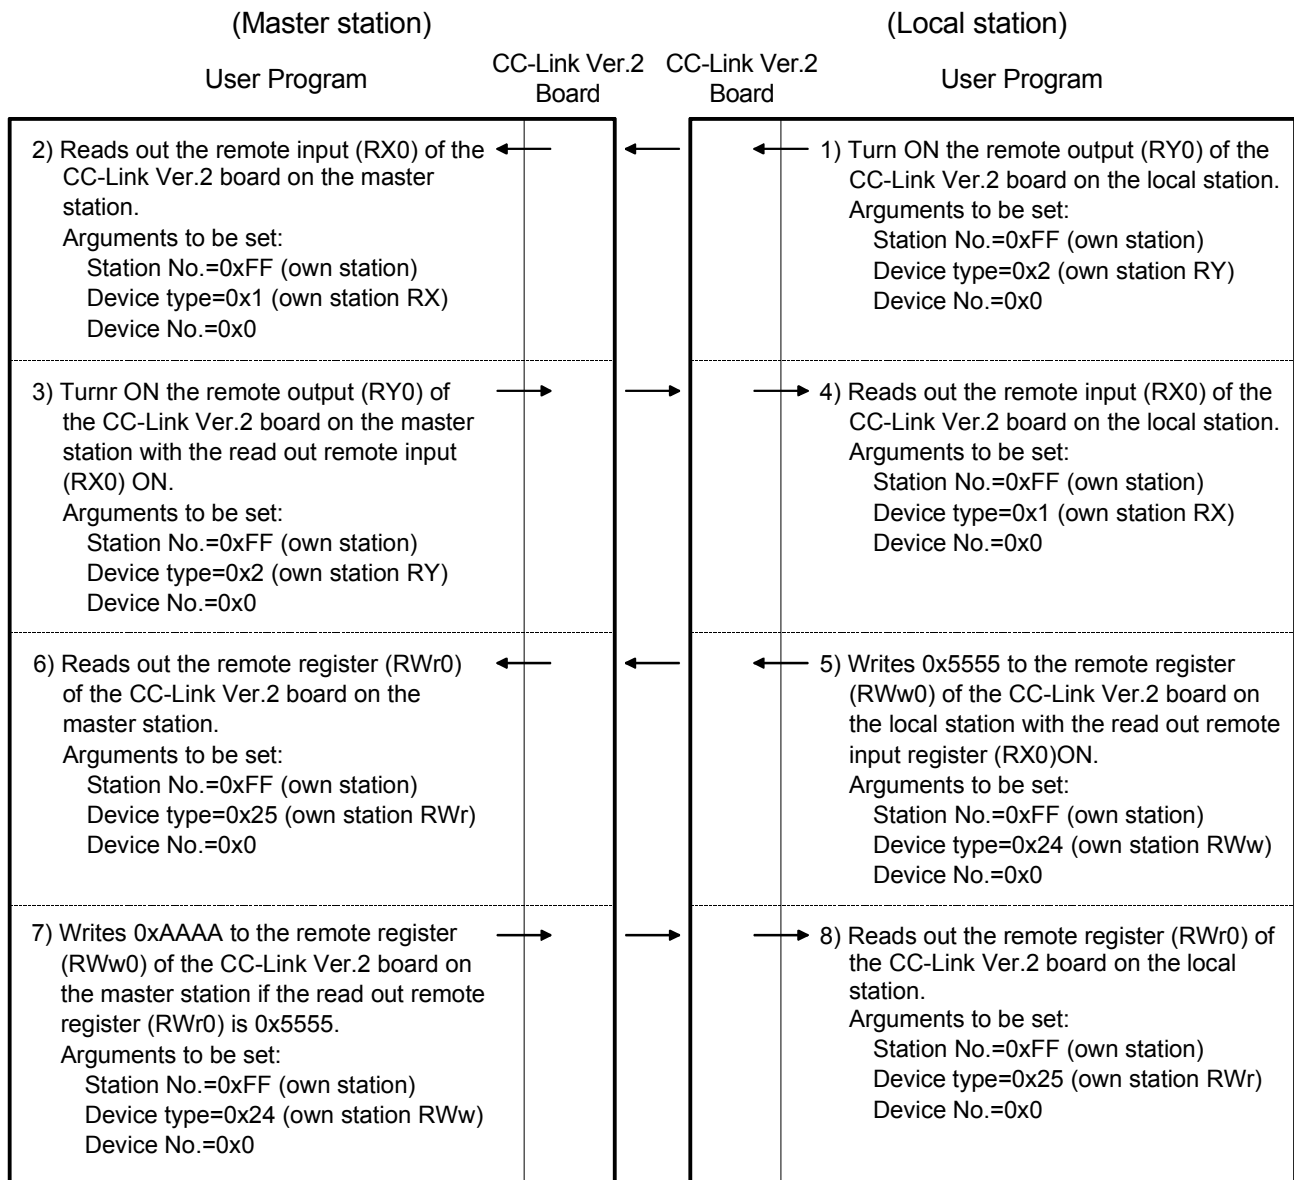 (Master station)
(Local station)
User Program
CC-Link Ver.2
Board
CC-Link Ver.2
Board
User Program
2) Reads out the remote input (RX0) of the
CC-Link Ver.2 board on the master
station.
Arguments to be set:
Station No.=0xFF (own station)
Device type=0x1 (own station RX)
Device No.=0x0
1) Turn ON the remote output (RY0) of the
CC-Link Ver.2 board on the local station.
Arguments to be set:
Station No.=0xFF (own station)
Device type=0x2 (own station RY)
Device No.=0x0
3) Turnr ON the remote output (RY0) of
the CC-Link Ver.2 board on the master
station with the read out remote input
(RX0) ON.
Arguments to be set:
Station No.=0xFF (own station)
Device type=0x2 (own station RY)
Device No.=0x0
4) Reads out the remote input (RX0) of the
CC-Link Ver.2 board on the local station.
Arguments to be set:
Station No.=0xFF (own station)
Device type=0x1 (own station RX)
Device No.=0x0
6) Reads out the remote register (RWr0)
of the CC-Link Ver.2 board on the
master station.
Arguments to be set:
Station No.=0xFF (own station)
Device type=0x25 (own station RWr)
Device No.=0x0
5) Writes 0x5555 to the remote register
(RWw0) of the CC-Link Ver.2 board on
the local station with the read out remote
input register (RX0)ON.
Arguments to be set:
Station No.=0xFF (own station)
Device type=0x24 (own station RWw)
Device No.=0x0
7) Writes 0xAAAA to the remote register
(RWw0) of the CC-Link Ver.2 board on
the master station if the read out remote
register (RWr0) is 0x5555.
Arguments to be set:
Station No.=0xFF (own station)
Device type=0x24 (own station RWw)
Device No.=0x0
8) Reads out the remote register (RWr0) of
the CC-Link Ver.2 board on the local
station.
Arguments to be set:
Station No.=0xFF (own station)
Device type=0x25 (own station RWr)
Device No.=0x0